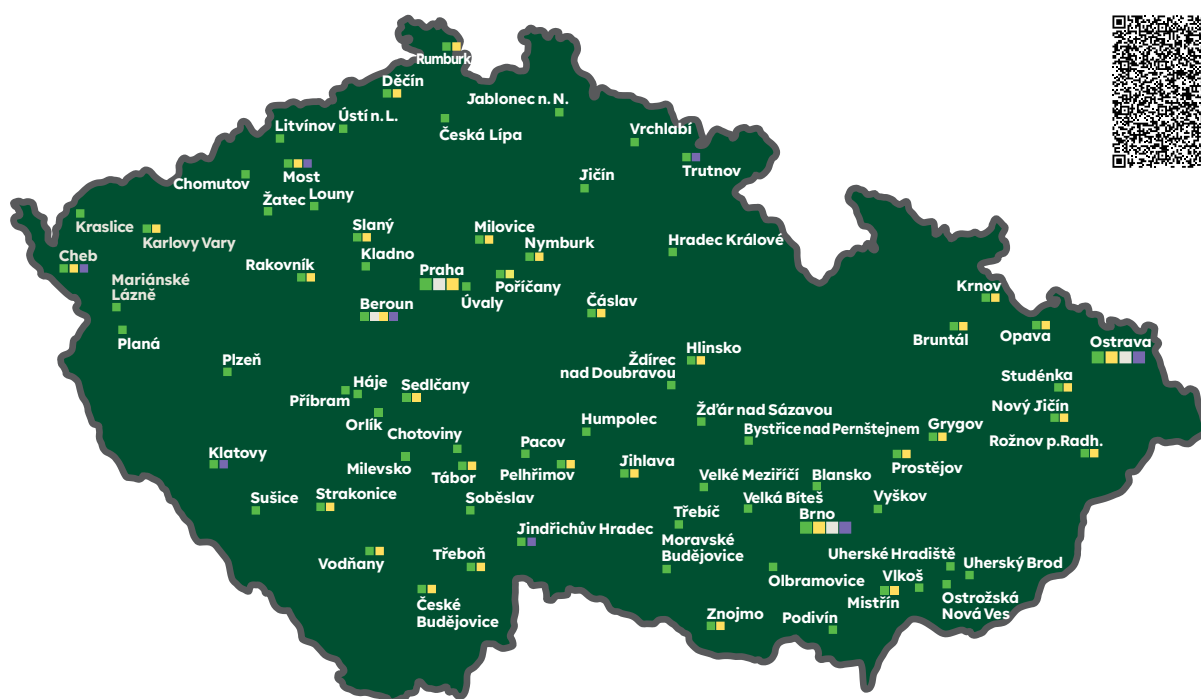 Rumburk
Děčín
Jablonec n. N.
Ústí n. L.
Litvínov
Česká Lípa
Vrchlabí
Most
Trutnov
Chomutov
Jičín
Žatec
Louny
Kraslice
Slaný
Milovice
Karlovy Vary
Nymburk
Hradec Králové
Cheb
Kladno
Rakovník
Praha
Mariánské
Lázně
Poříčany
Krnov
Úvaly
Beroun
Čáslav
Planá
Bruntál
Opava
Ostrava
Hlinsko
Plzeň
Ždírec
nad Doubravou
Studénka
Háje
Sedlčany
Příbram
Nový Jičín
Žďár nad Sázavou
Orlík
Humpolec
Grygov
Bystřice nad Pernštejnem
Chotoviny
Rožnov p.Radh.
Pacov
Klatovy
Jihlava
Milevsko
Prostějov
Tábor
Pelhřimov
Velké Meziříčí
Blansko
Sušice
Strakonice
Soběslav
Velká Bíteš
Vyškov
Třebíč
Brno
Jindřichův Hradec
Moravské
Budějovice
Třeboň
Uherské Hradiště
Vodňany
Uherský Brod
Olbramovice
Vlkoš
České
Budějovice
Mistřín
Ostrožská
Nová Ves
Znojmo
Podivín